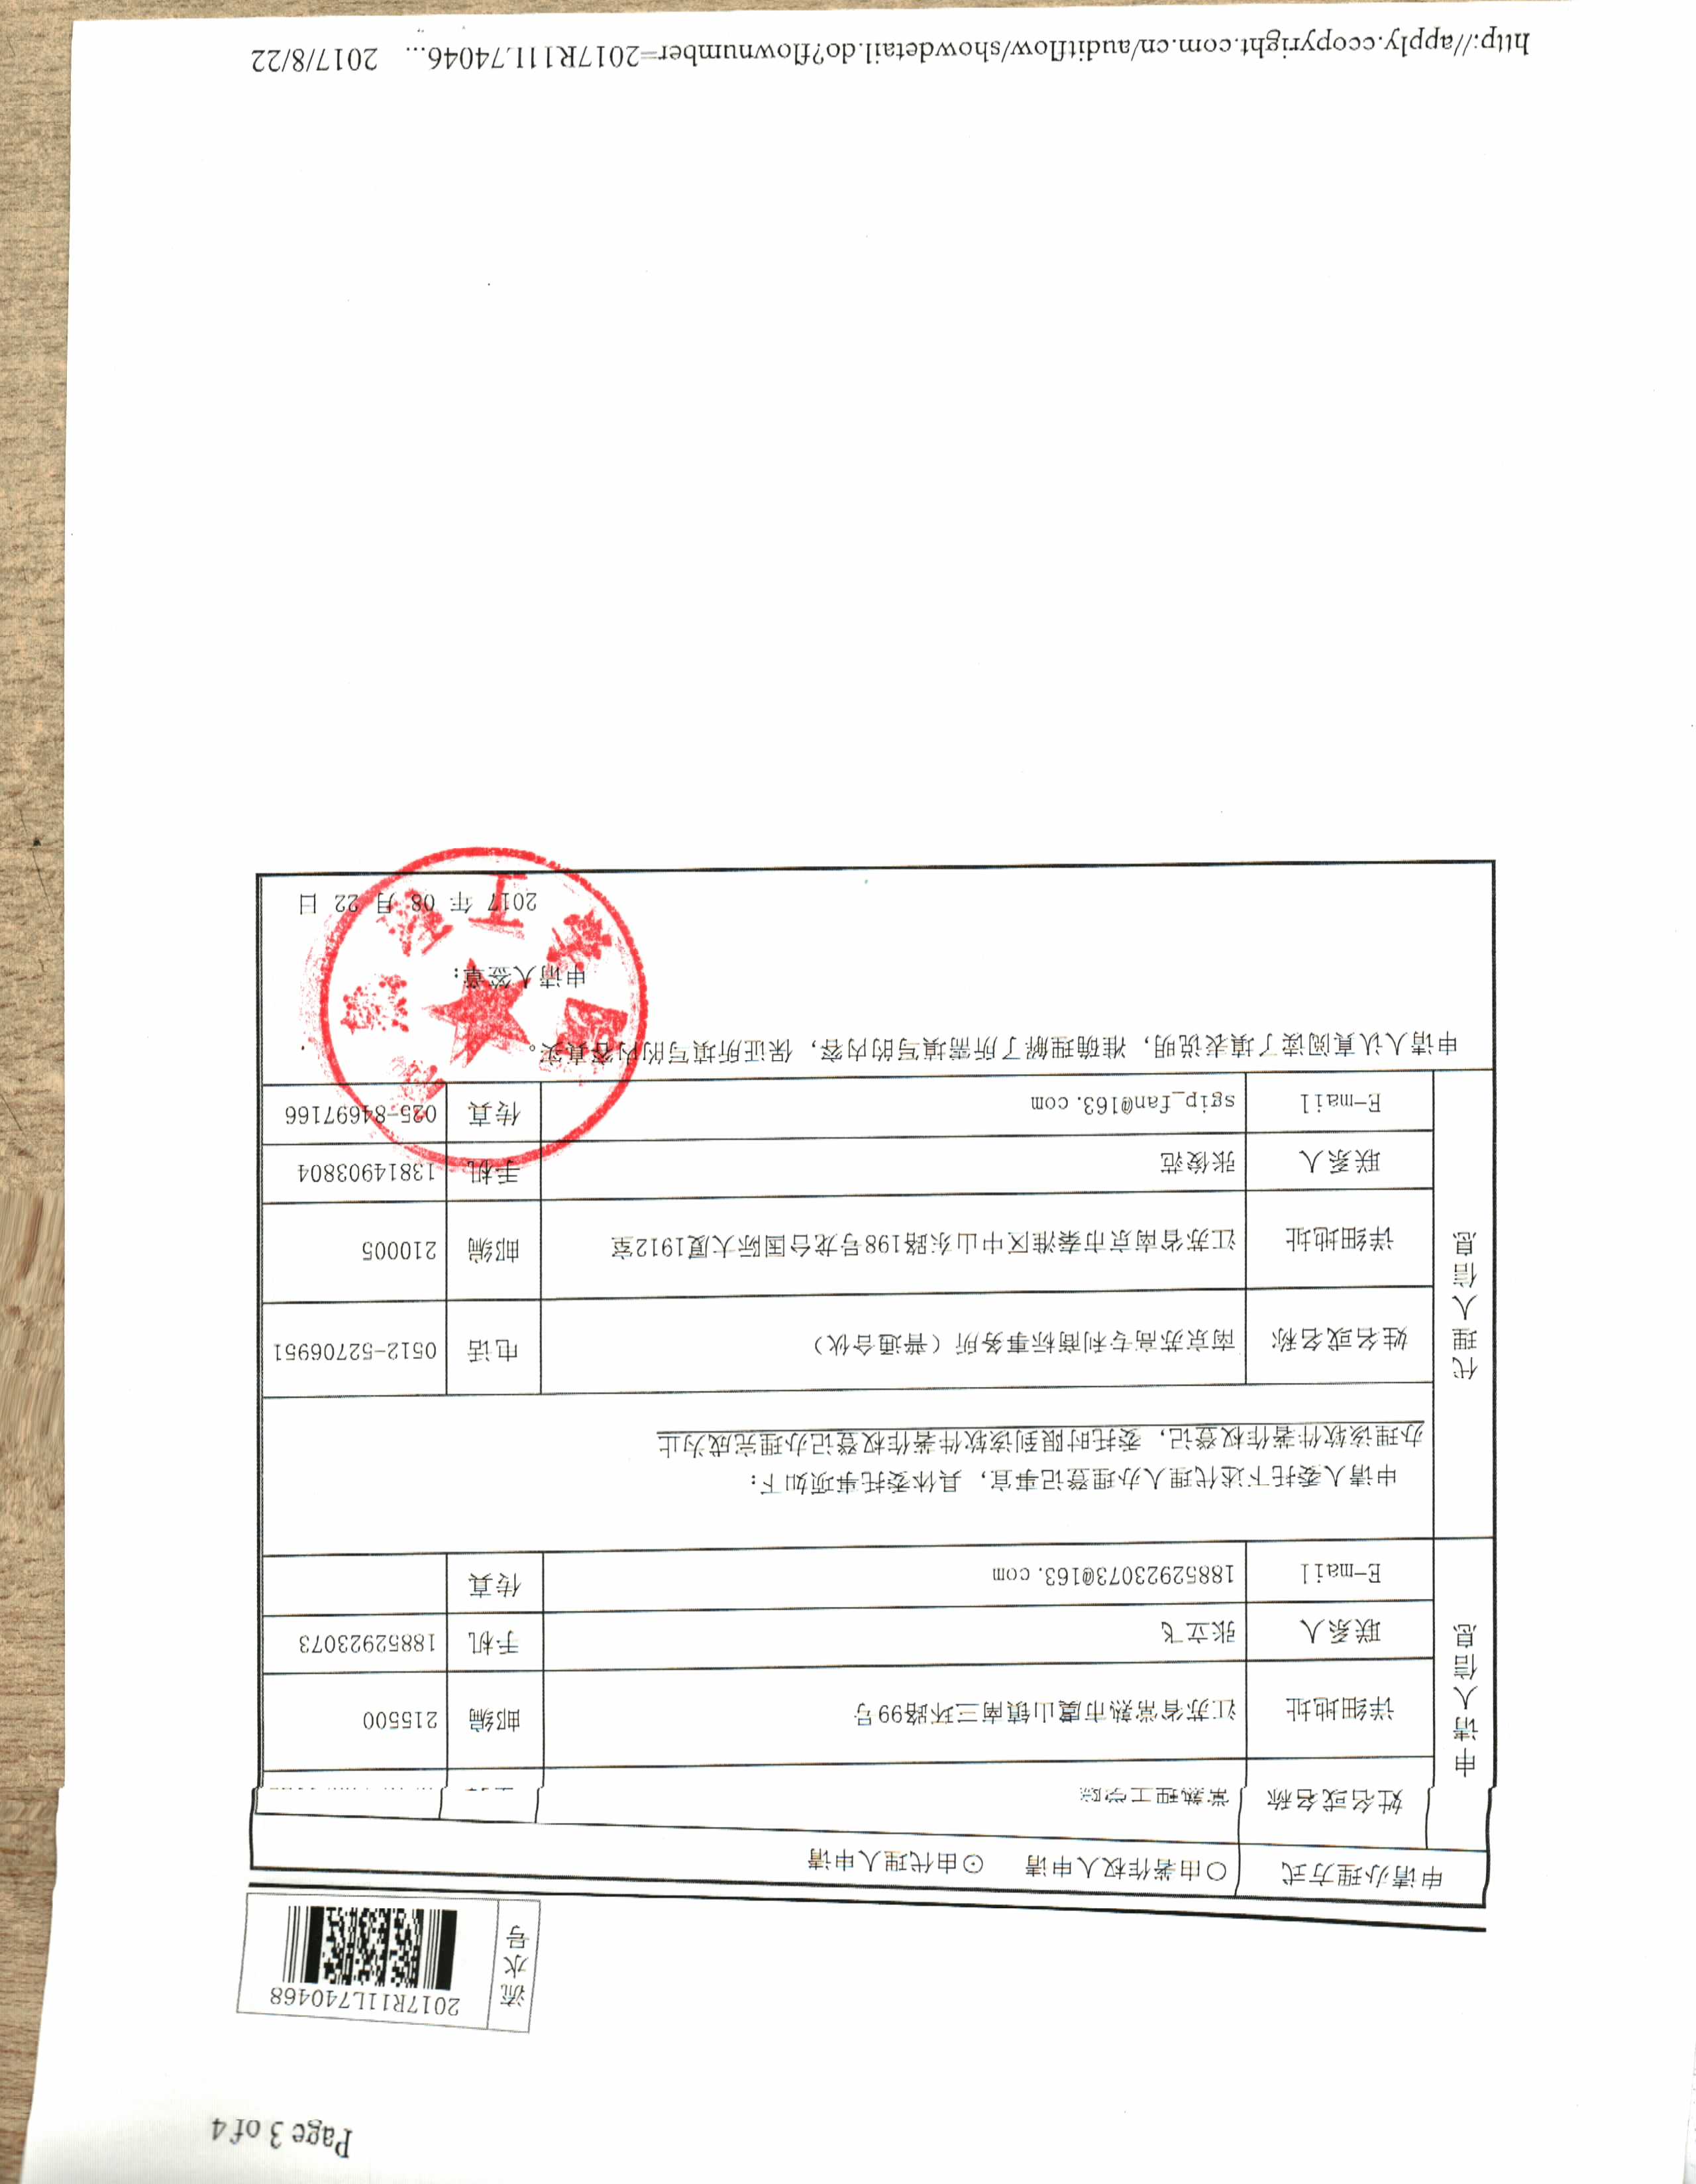 Page 3 of 4
流水号
2017R11L740468
申请办理方式 ○由著作权人申请 ⊙由代理人申请
申请人信息
姓名或名称 常熟理工学院
详细地址 江苏省常熟市虞山镇南三环路99号 邮编 215500
联系人 张立飞 手机 18852923073
E-mail 18852923073@163.com 传真
代理人信息
申请人委托下述代理人办理登记事宜，具体委托事项如下：
办理该软件著作权登记，委托时限到该软件著作权登记办理完成为止
姓名或名称 南京苏高专利商标事务所（普通合伙） 电话 0512-52706951
详细地址 江苏省南京市秦淮区中山东路198号龙台国际大厦1912室 邮编 210005
联系人 张俊范 手机 13814903804
E-mail sgip_fan@163.com 传真 025-84697166
申请人认真阅读了填表说明，准确理解了所需填写的内容，保证所填写的内容真实。
申请人签章：
2017 年 08 月 22 日
http://apply.ccopyright.com.cn/auditflow/showdetail.do?flownumber=2017R11L74046... 2017/8/22